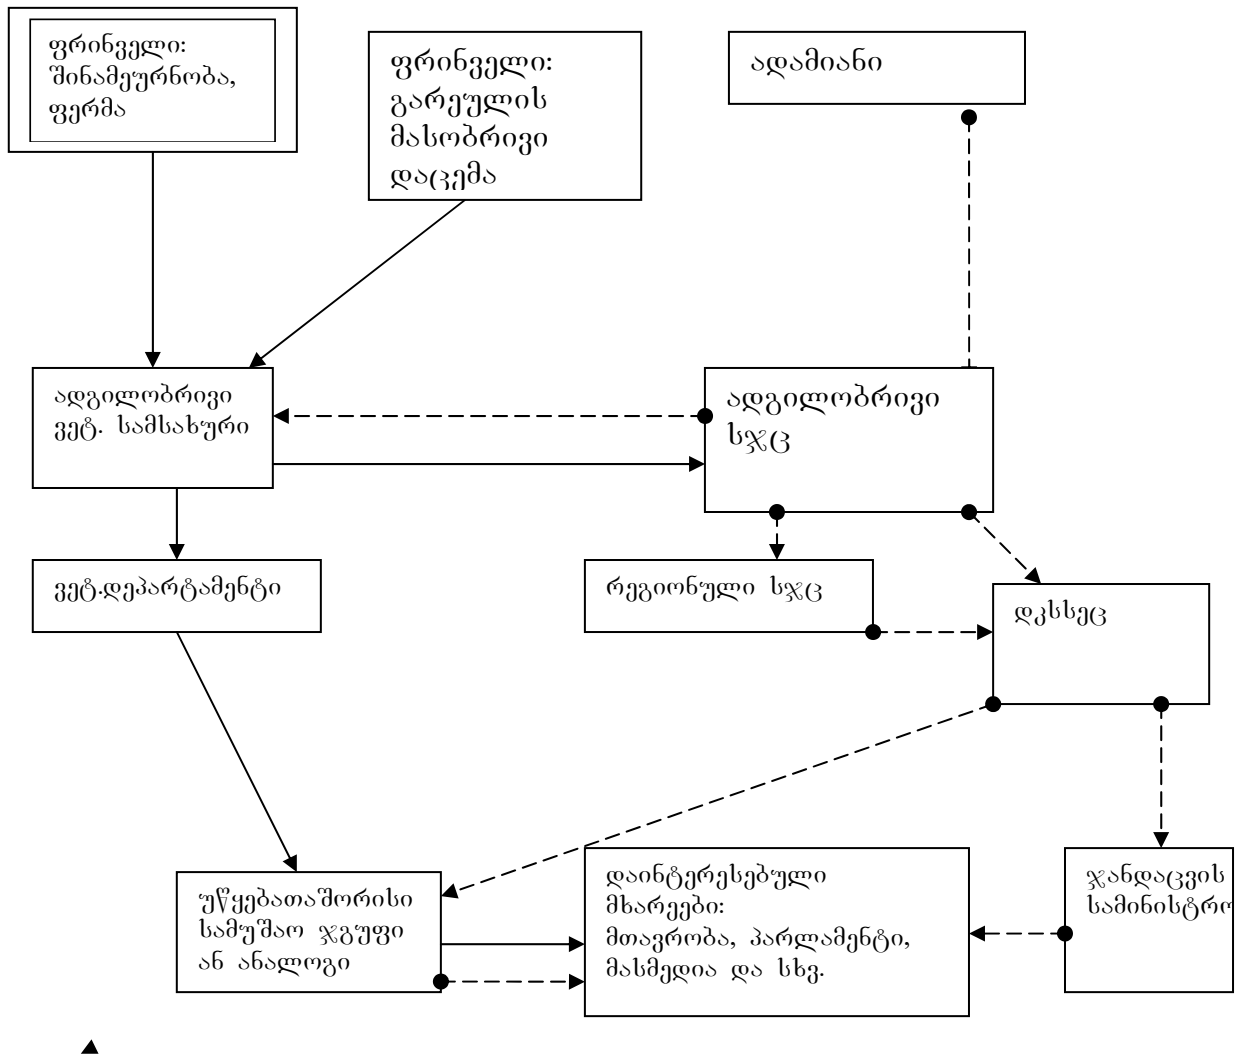 ფრინველი:
შინამეურნობა,
ფერმა
ფრინველი:
გარეულის
მასობრივი
დაცემა
ადამიანი
ადგილობრივი
ვეტ. სამსახური
ადგილობრივი
სჯც
ვეტ.დეპარტამენტი
რეგიონული სჯც
დკსსეც
უწყებათაშორისი
სამუშაო ჯგუფი
ან ანალოგი
დაინტერესებული
მხარეები:
მთავრობა, პარლამენტი,
მასმედია და სხვ.
ჯანდაცვის
სამინისტრო